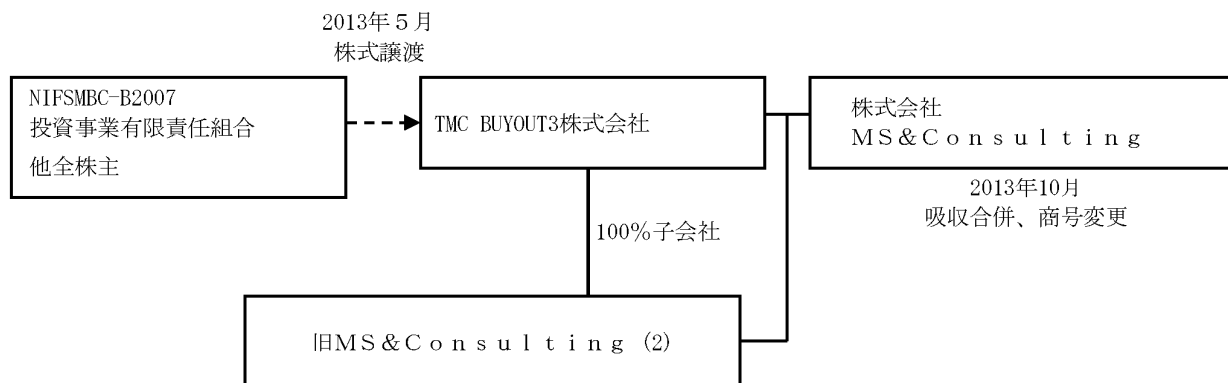 2013年５月
株式譲渡
NIFSMBC-B2007
投資事業有限責任組合
他全株主
TMC BUYOUT3株式会社
株式会社
ＭＳ＆Ｃｏｎｓｕｌｔｉｎｇ
2013年10月
吸収合併、商号変更
100％子会社
旧ＭＳ＆Ｃｏｎｓｕｌｔｉｎｇ (2)